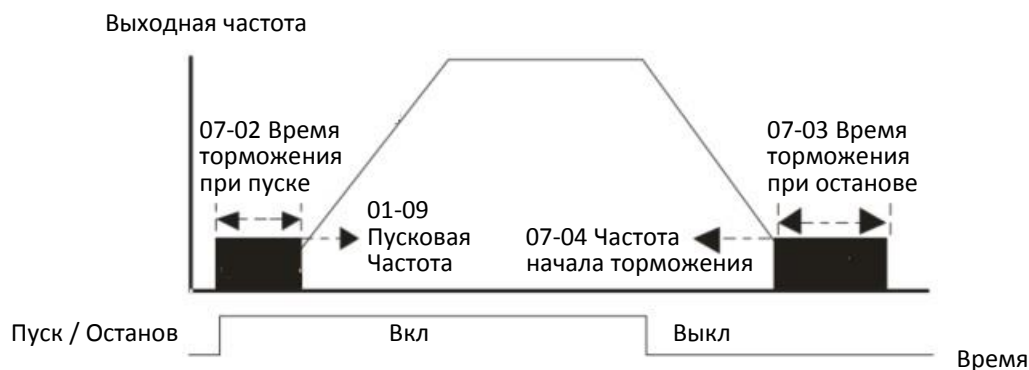 Выходная частота
07-02 Время
торможения
при пуске
07-03 Время
торможения
при останове
01-09
Пусковая
Частота
07-04 Частота
начала торможения
Пуск / Останов
Вкл
Выкл
Время